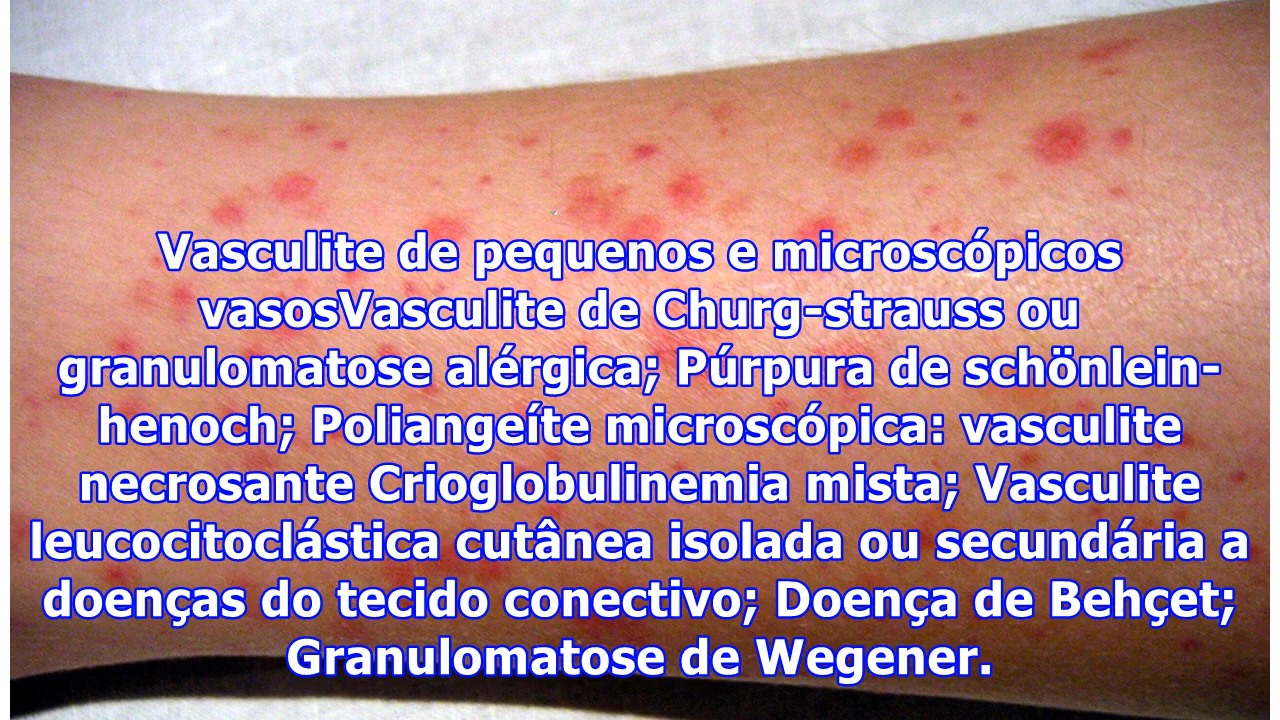 Vasculite de pequenos e microscópicos
vasosVasculite de Churg-strauss ou
granulomatose alérgica; Púrpura de schönlein-
henoch; Poliangeíte microscópica: vasculite
necrosante Crioglobulinemia mista; Vasculite
leucocitoclástica cutânea isolada ou secundária a
doenças do tecido conectivo; Doença de Behçet;
Granulomatose de Wegener.